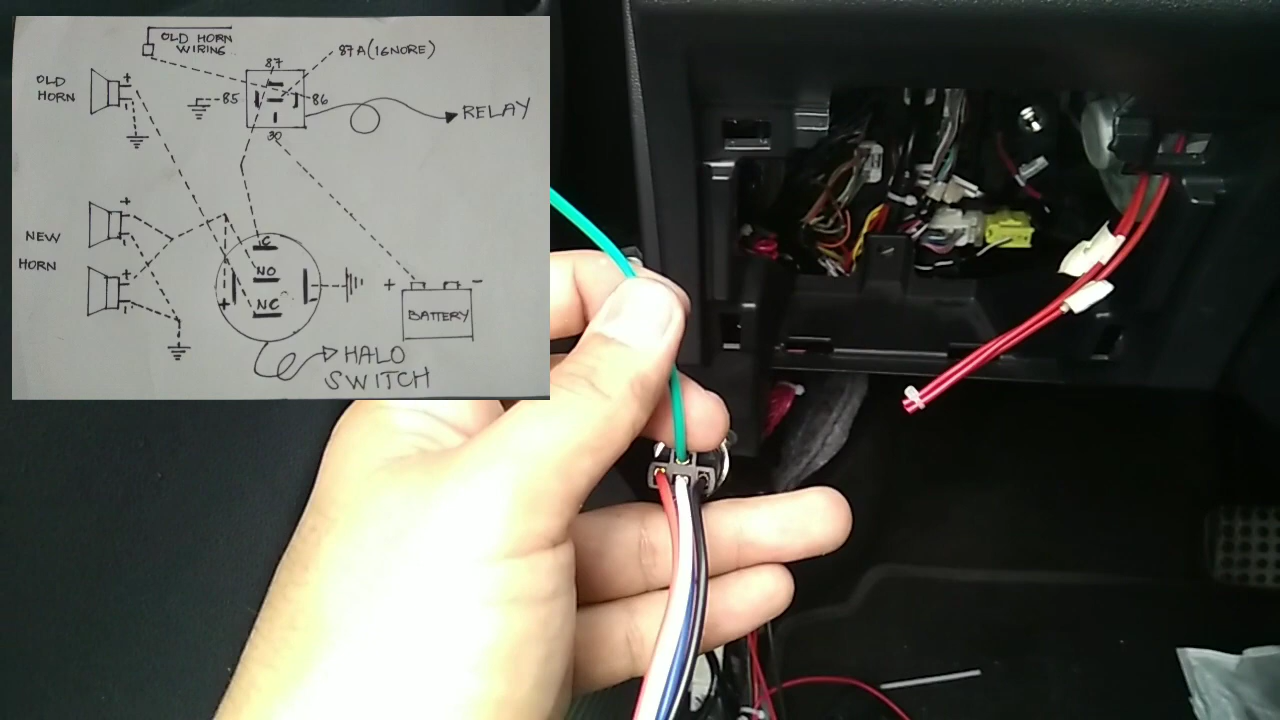 OLD HORN
WIRING
87A (IGNORE)
87
OLD
HORN
+
-
85
86
RELAY
30
+
-
NEW
HORN
+
-
C
NO
NC
+
-
+
-
BATTERY
HALO
SWITCH